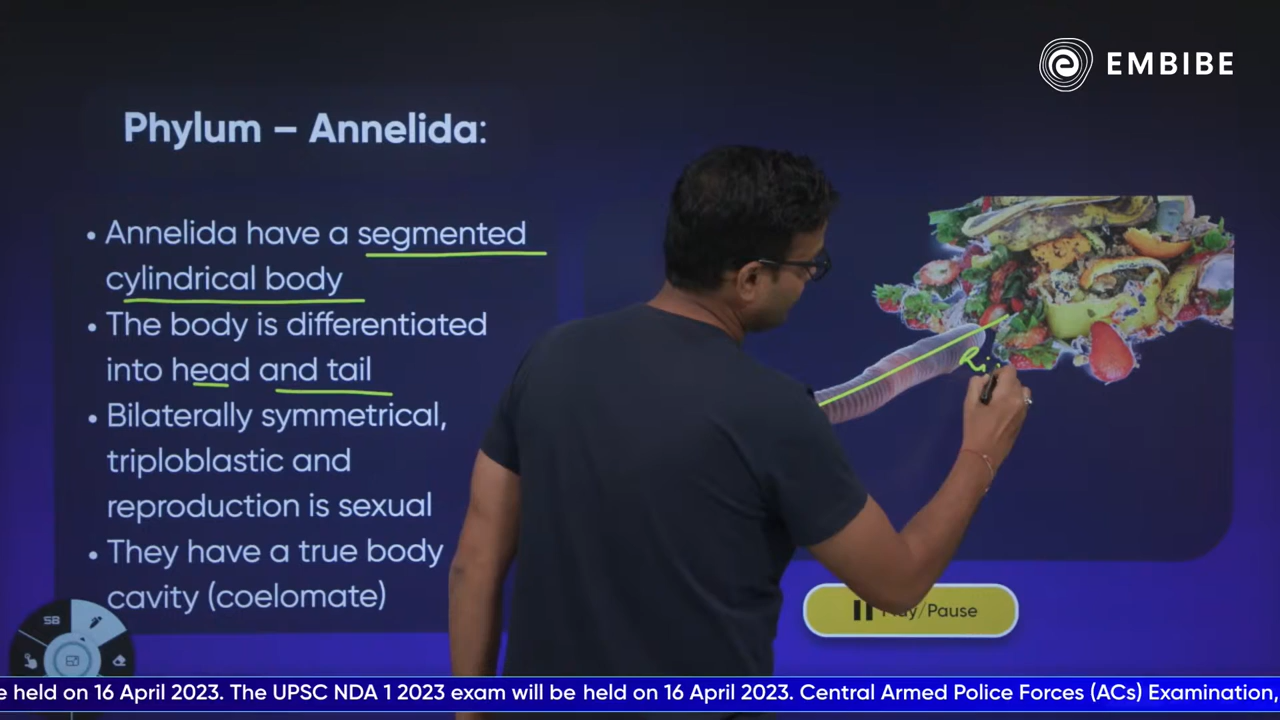 EMBIBE
Phylum – Annelida:
• Annelida have a segmented
cylindrical body
• The body is differentiated
into head and tail
• Bilaterally symmetrical,
triploblastic and
reproduction is sexual
• They have a true body
cavity (coelomate)
SB
/Pause
e held on 16 April 2023. The UPSC NDA 1 2023 exam will be held on 16 April 2023. Central Armed Police Forces (ACs) Examination,